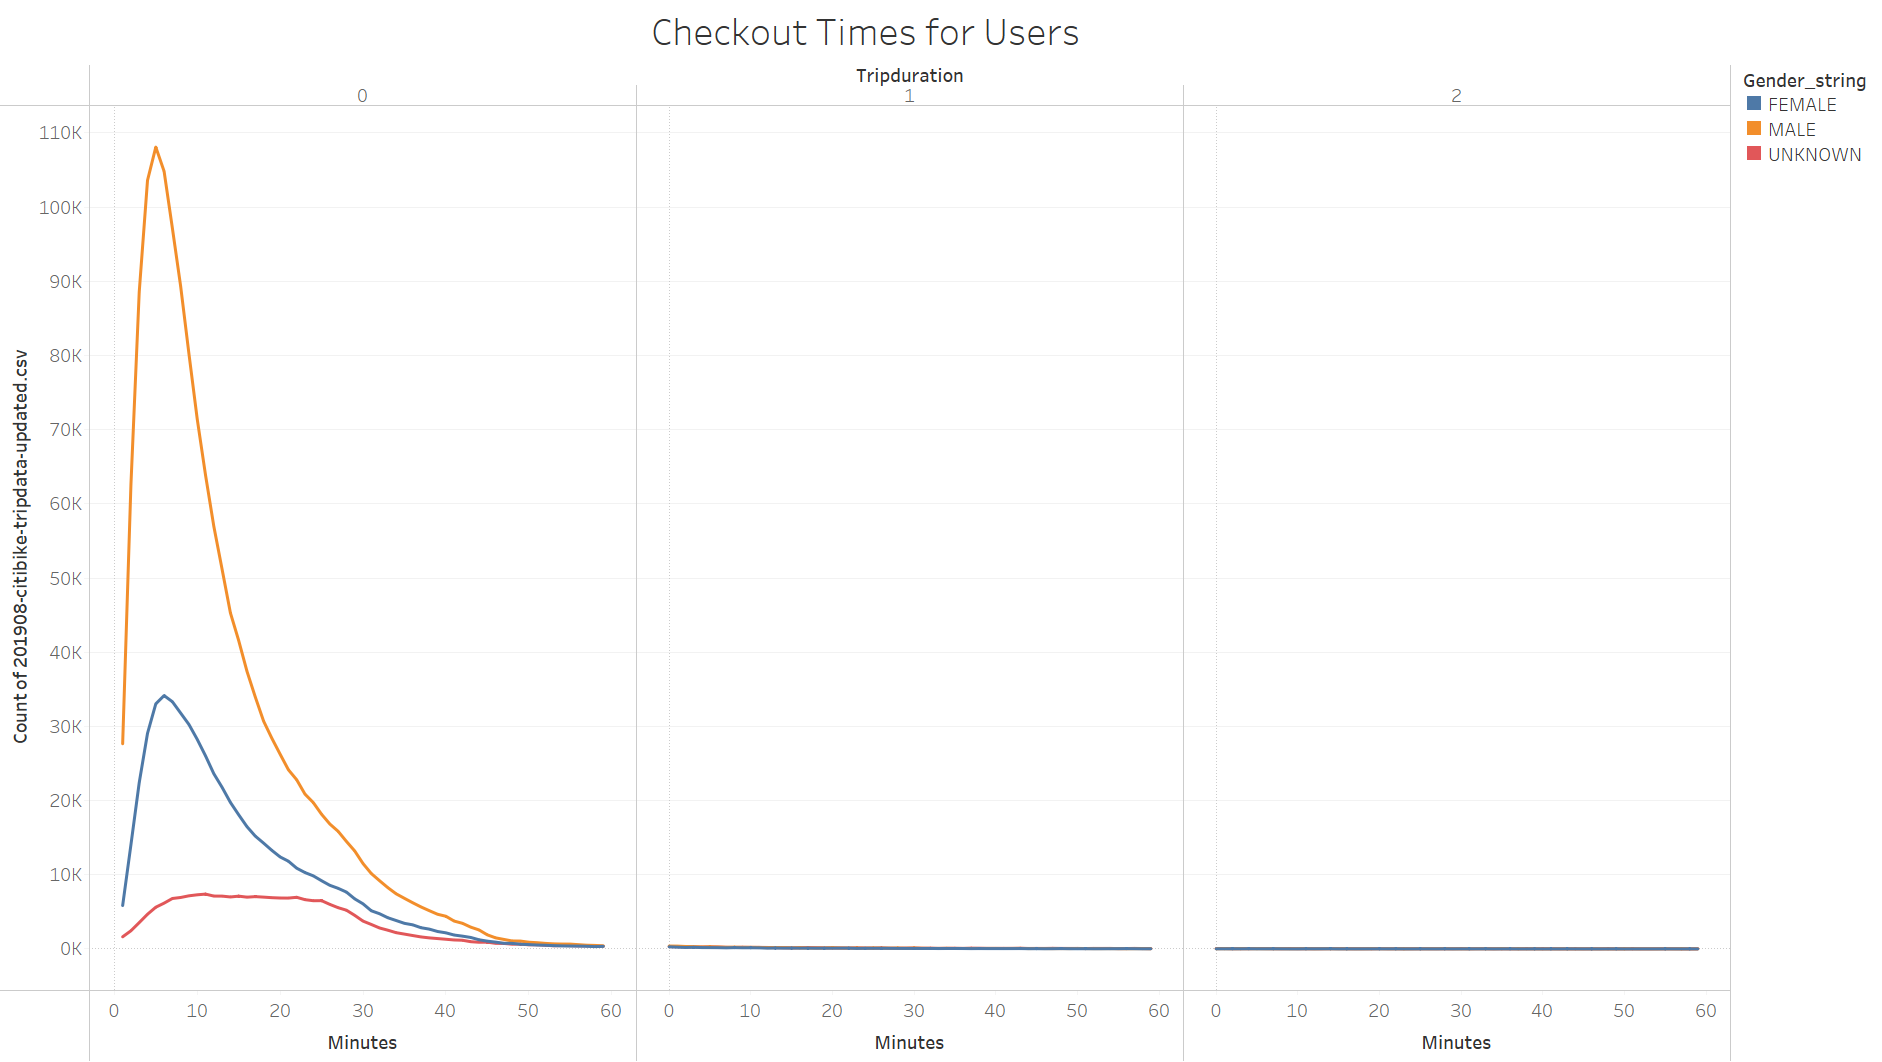 Checkout Times for Users
Tripduration
0 1 2
Gender_string
FEMALE
MALE
UNKNOWN
Count of 201908-citibike-tripdata-updated.csv
110K
100K
90K
80K
70K
60K
50K
40K
30K
20K
10K
0K
0 10 20 30 40 50 60 0 10 20 30 40 50 60 0 10 20 30 40 50 60
Minutes Minutes Minutes